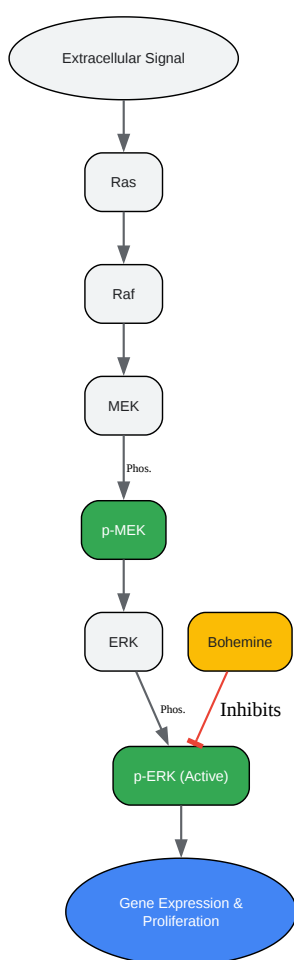 Extracellular Signal
Ras
Raf
MEK
Phos.
p-MEK
ERK
Bohemine
Phos.
Inhibits
p-ERK (Active)
Gene Expression &
Proliferation